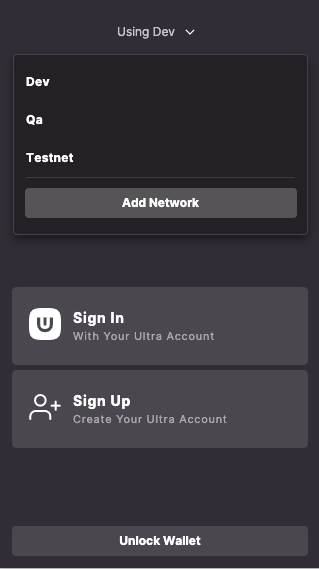 Using Dev
Dev
Qa
Testnet
Add Network
Sign In
With Your Ultra Account
Sign Up
Create Your Ultra Account
Unlock Wallet